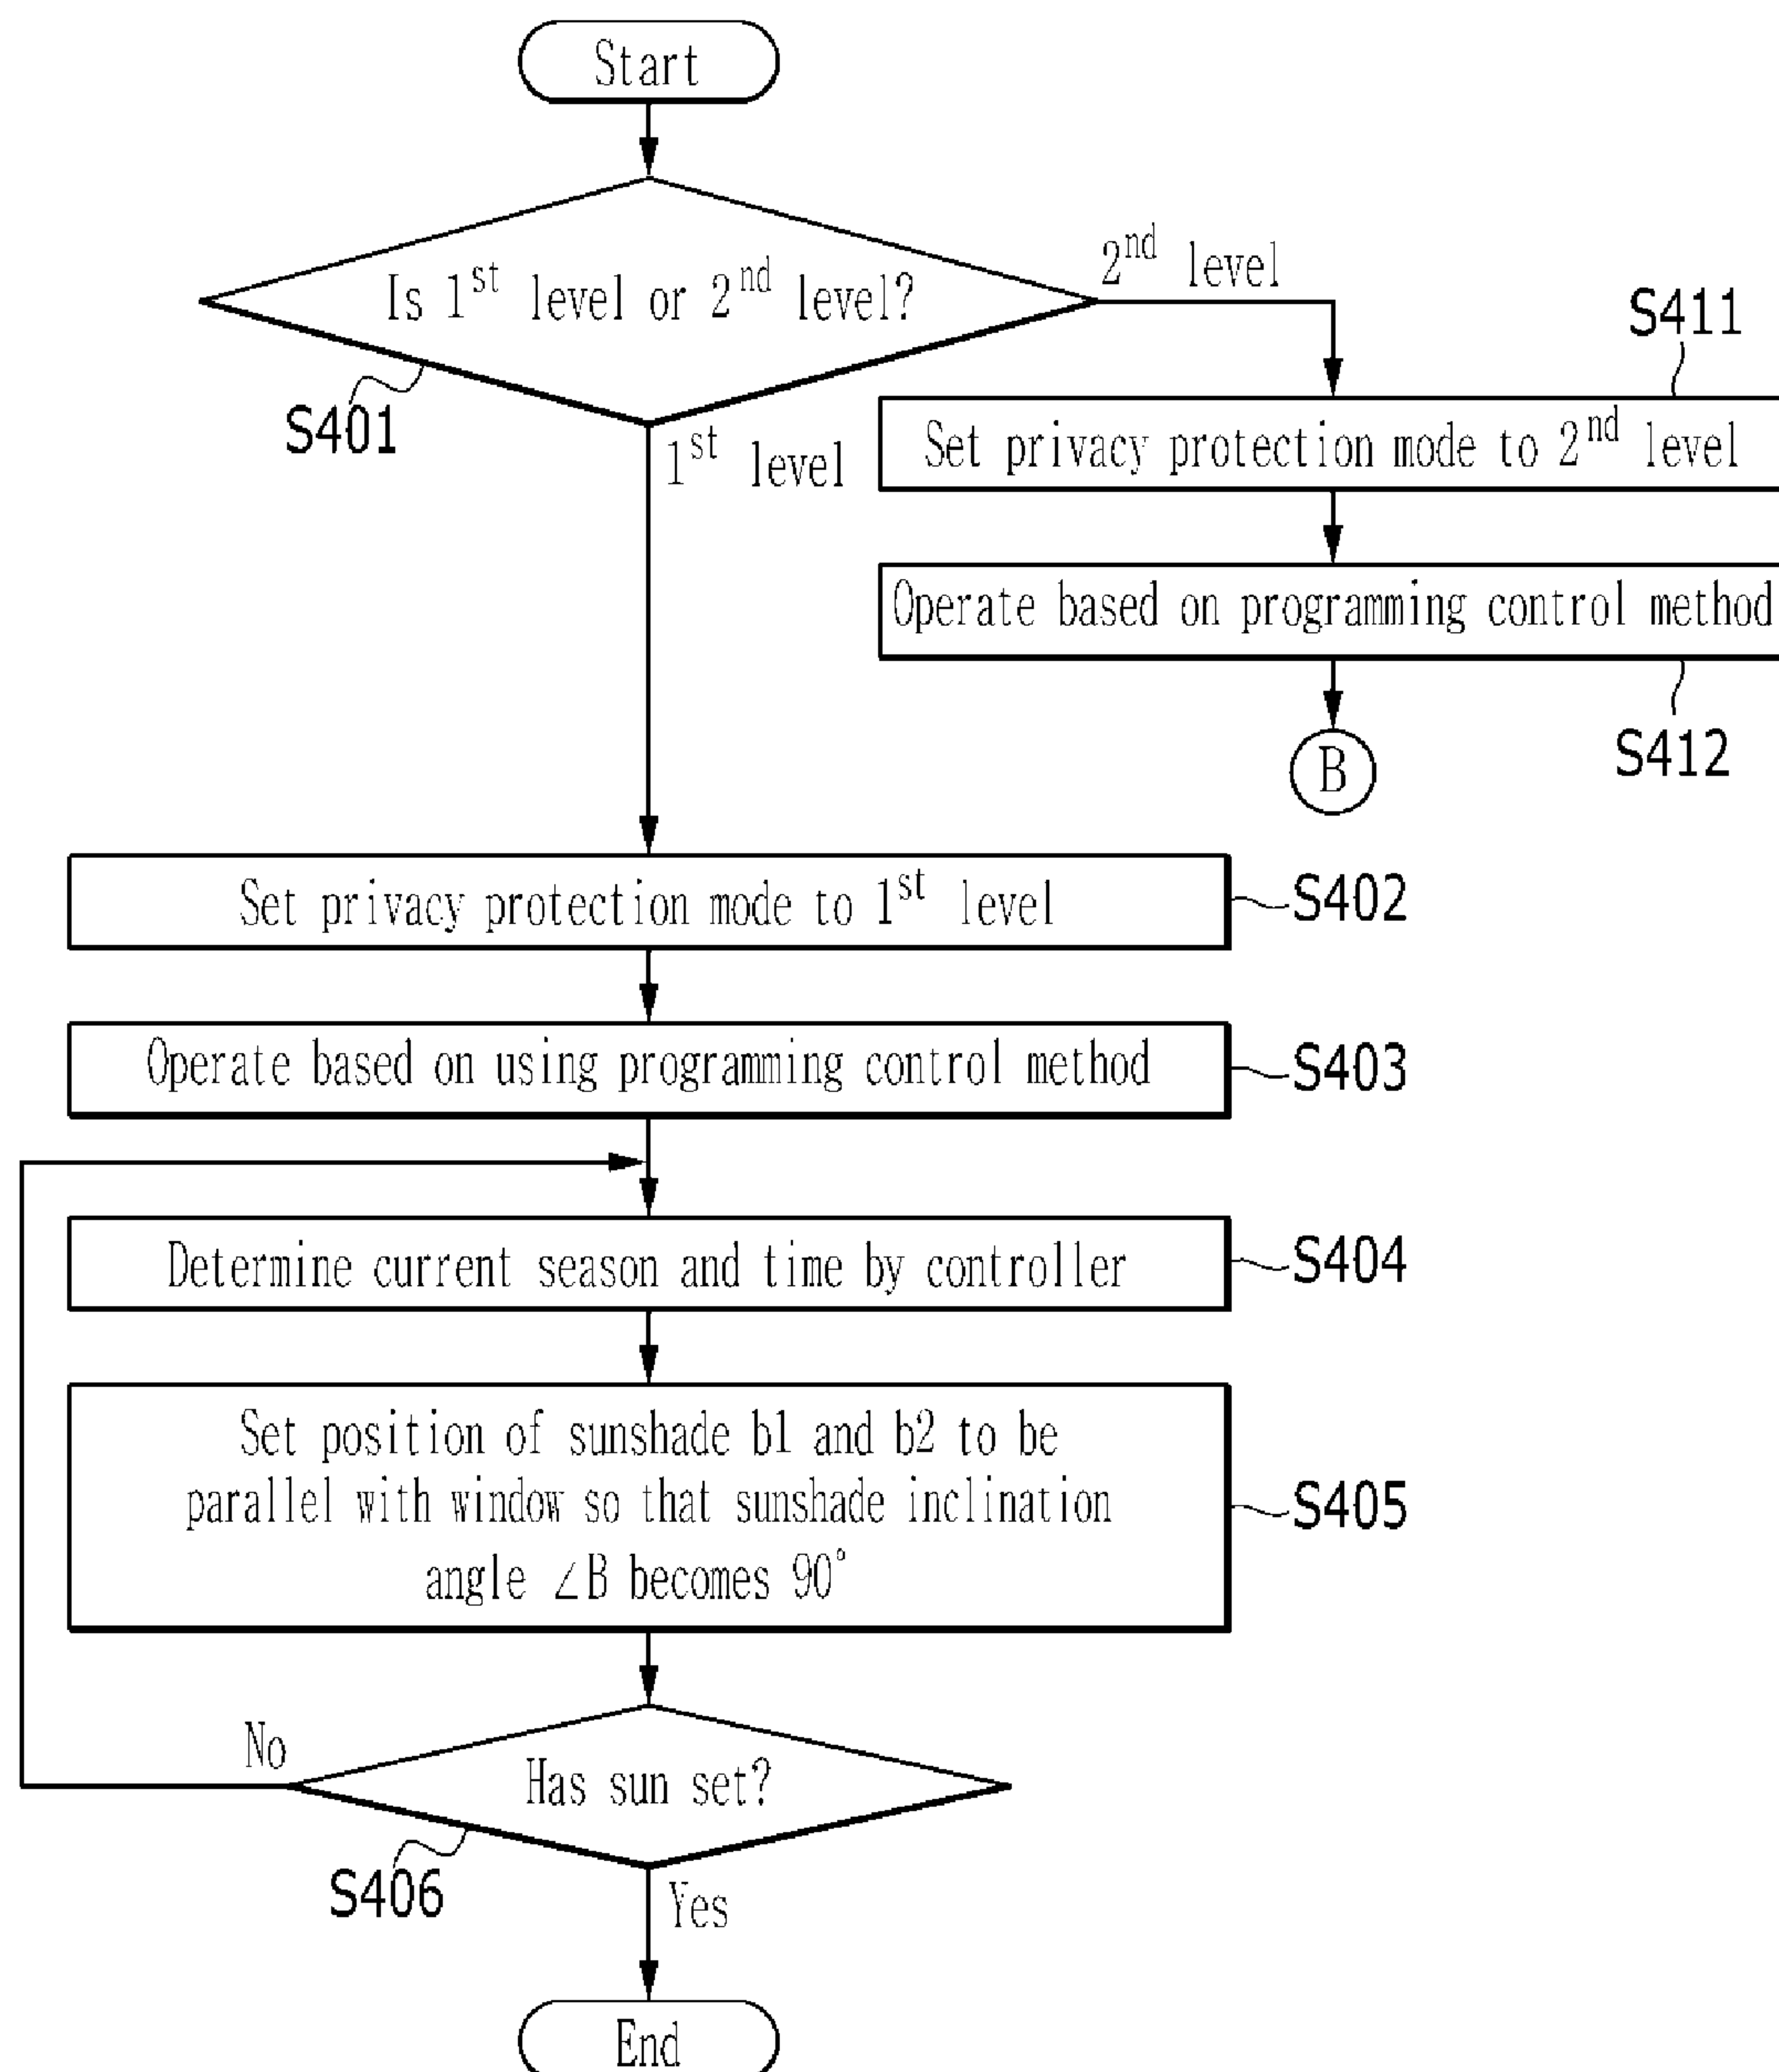 Start
Is 1st level or 2nd level?
2nd level
S401
1st level
S411
Set privacy protection mode to 2nd level
Operate based on programming control method
S412
B
Set privacy protection mode to 1st level
S402
Operate based on using programming control method
S403
Determine current season and time by controller
S404
Set position of sunshade b1 and b2 to be
parallel with window so that sunshade inclination
angle ∠B becomes 90°
S405
No
Has sun set?
S406
Yes
End